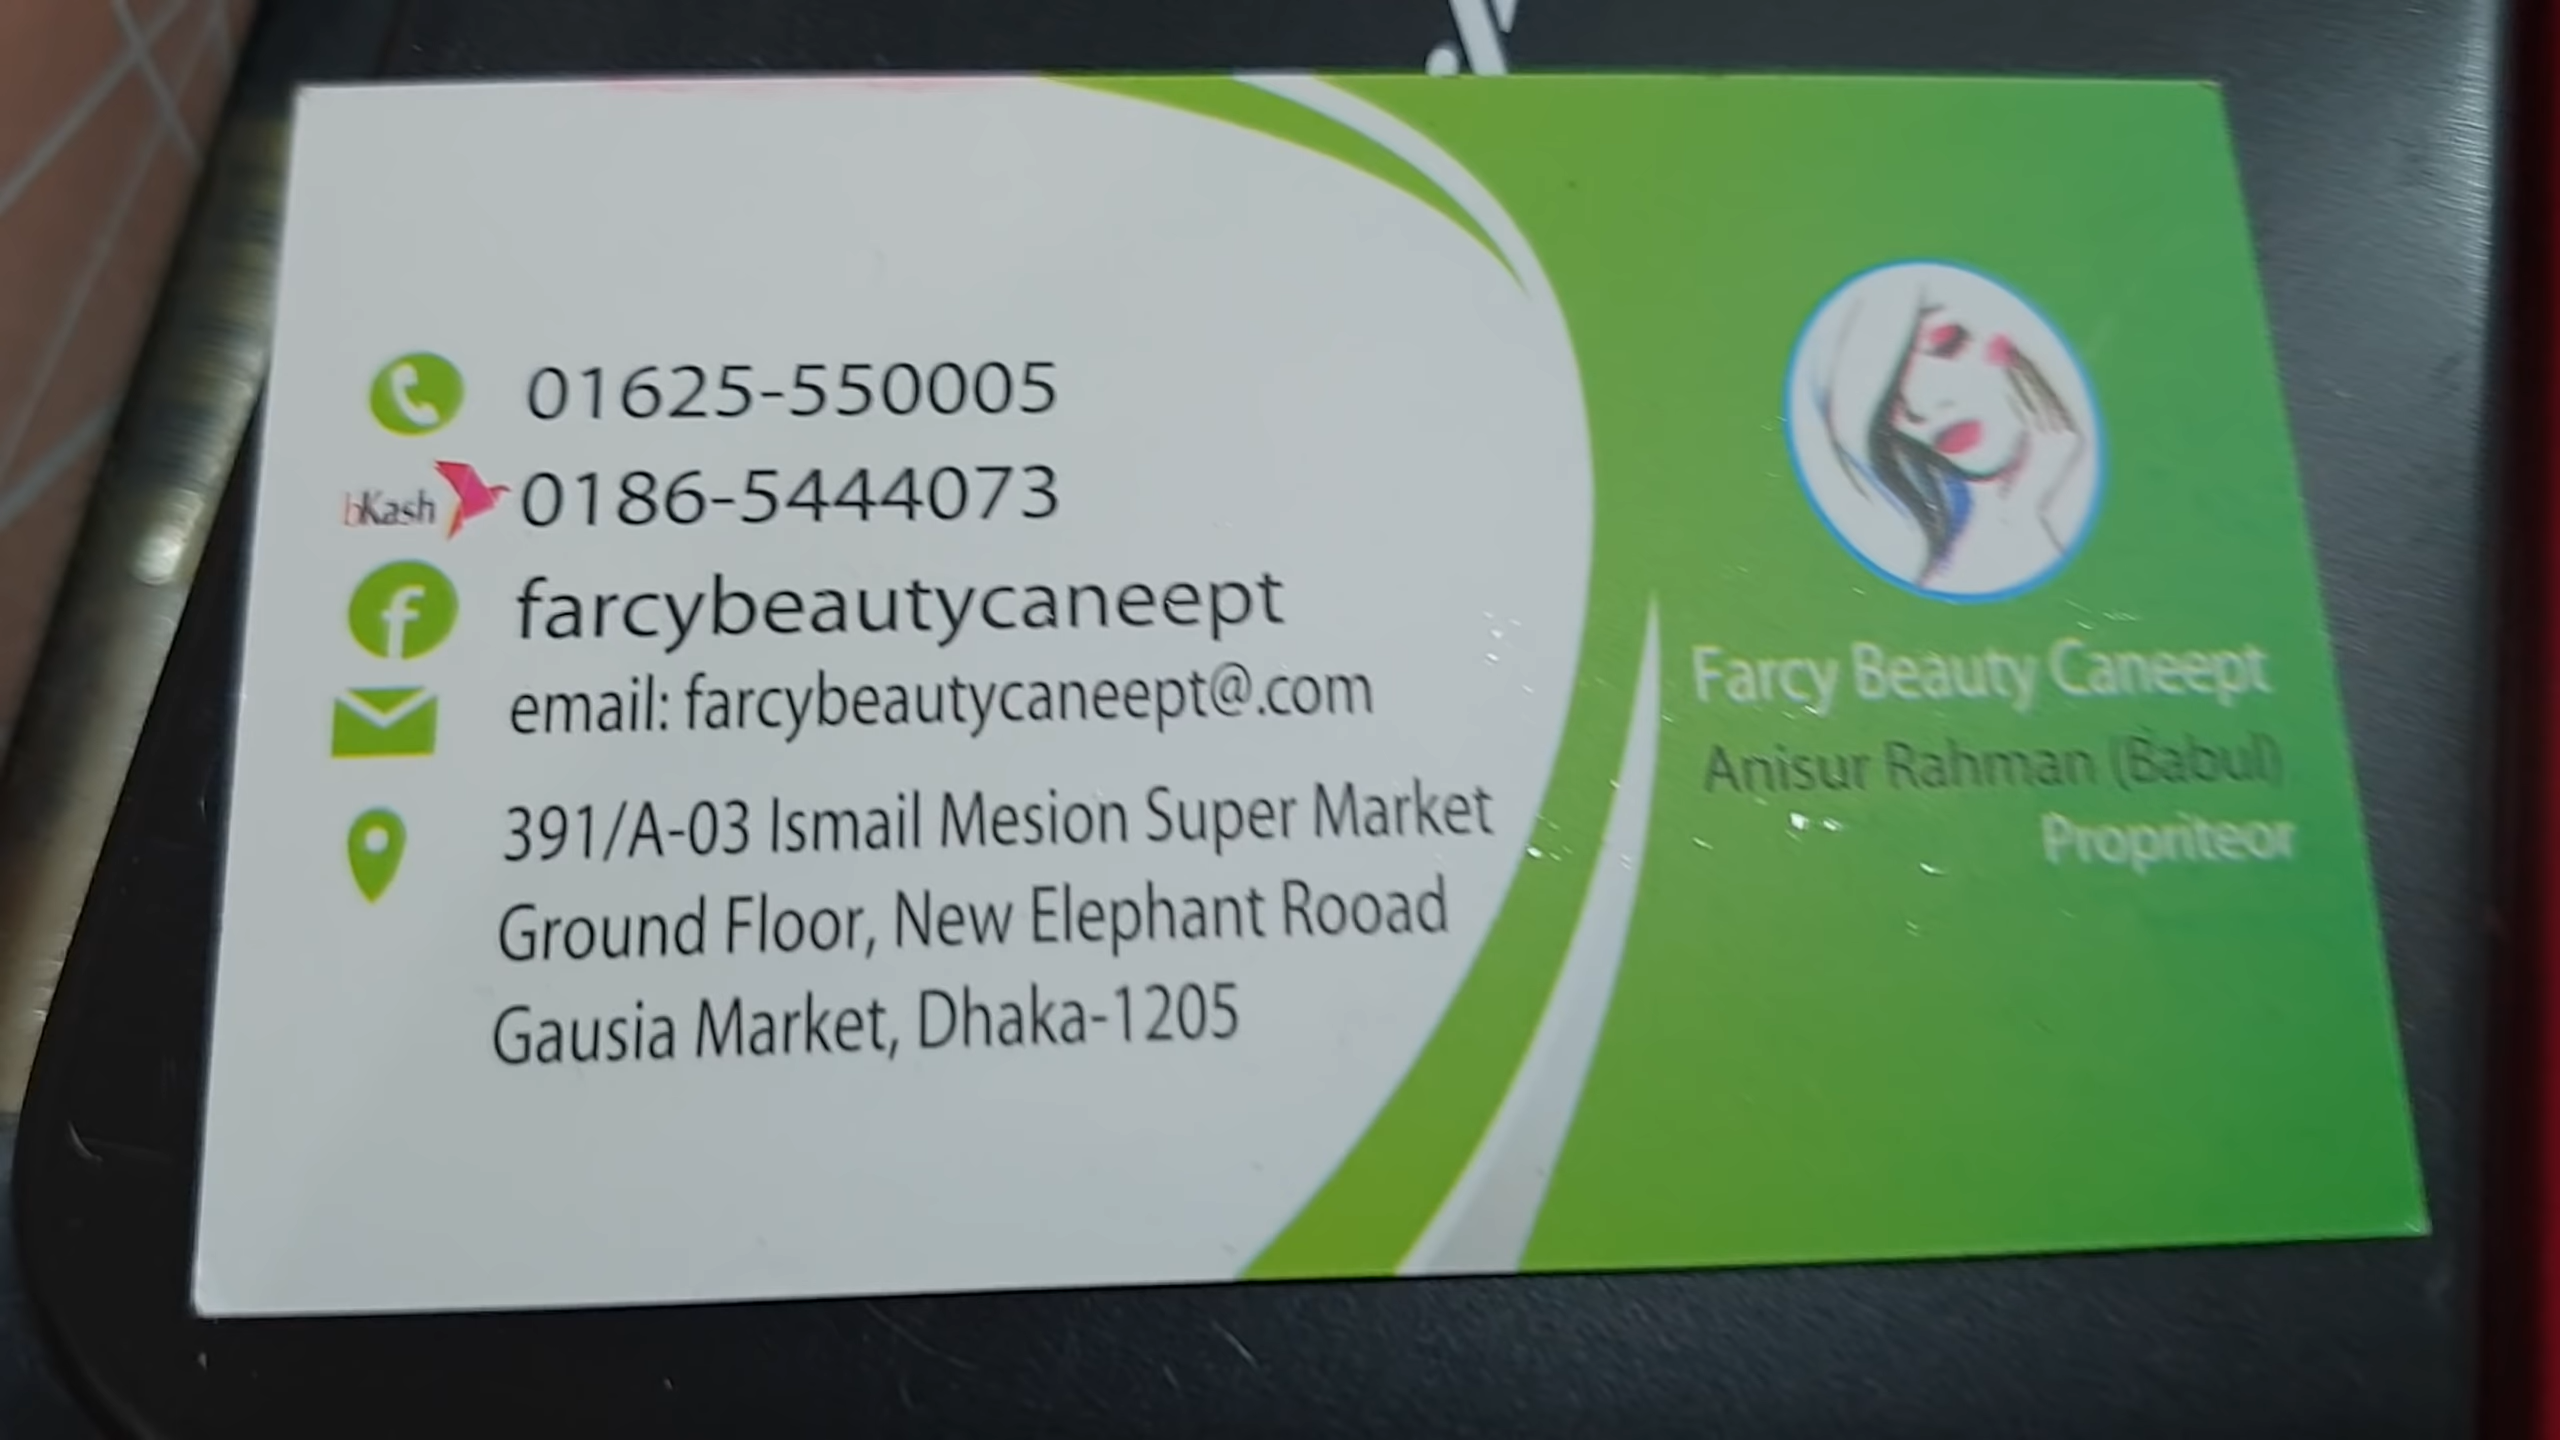 01625-550005
bKash 0186-5444073
farcybeautycaneept
email: farcybeautycaneept@.com
391/A-03 Ismail Mesion Super Market
Ground Floor, New Elephant Rooad
Gausia Market, Dhaka-1205
Farcy Beauty Caneept
Anisur Rahman (Babul)
Propriteor